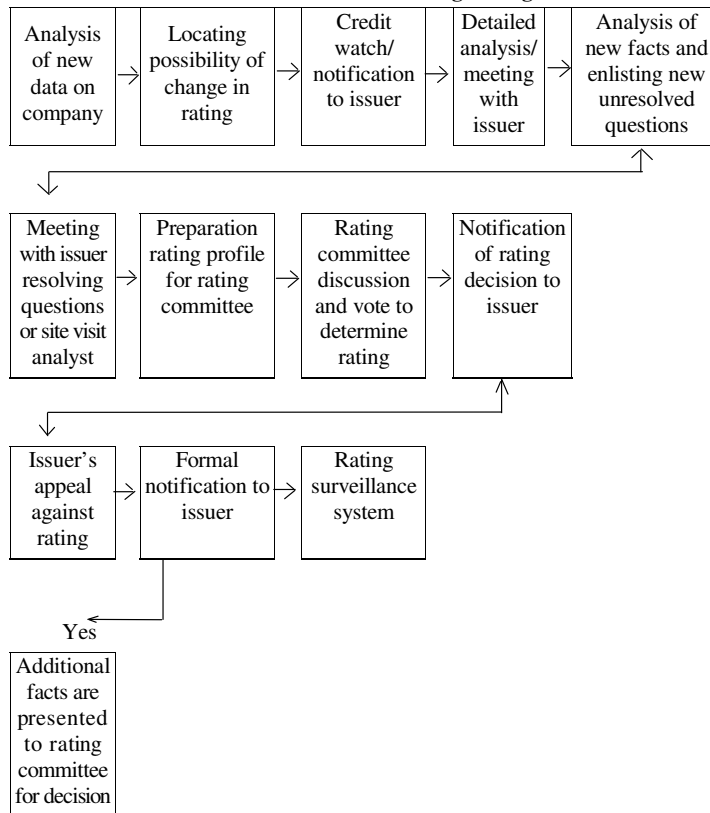 Analysis
of new
data on
company
Locating
possibility of
change in
rating
Credit
watch/
notification
to issuer
Detailed
analysis/
meeting
with
issuer
Analysis of
new facts and
enlisting new
unresolved
questions
Meeting
with issuer
resolving
questions
or site visit
analyst
Preparation
rating profile
for rating
committee
Rating
committee
discussion
and vote to
determine
rating
Notification
of rating
decision to
issuer
Issuer's
appeal
against
rating
Formal
notification to
issuer
Rating
surveillance
system
Yes
Additional
facts are
presented
to rating
committee
for decision